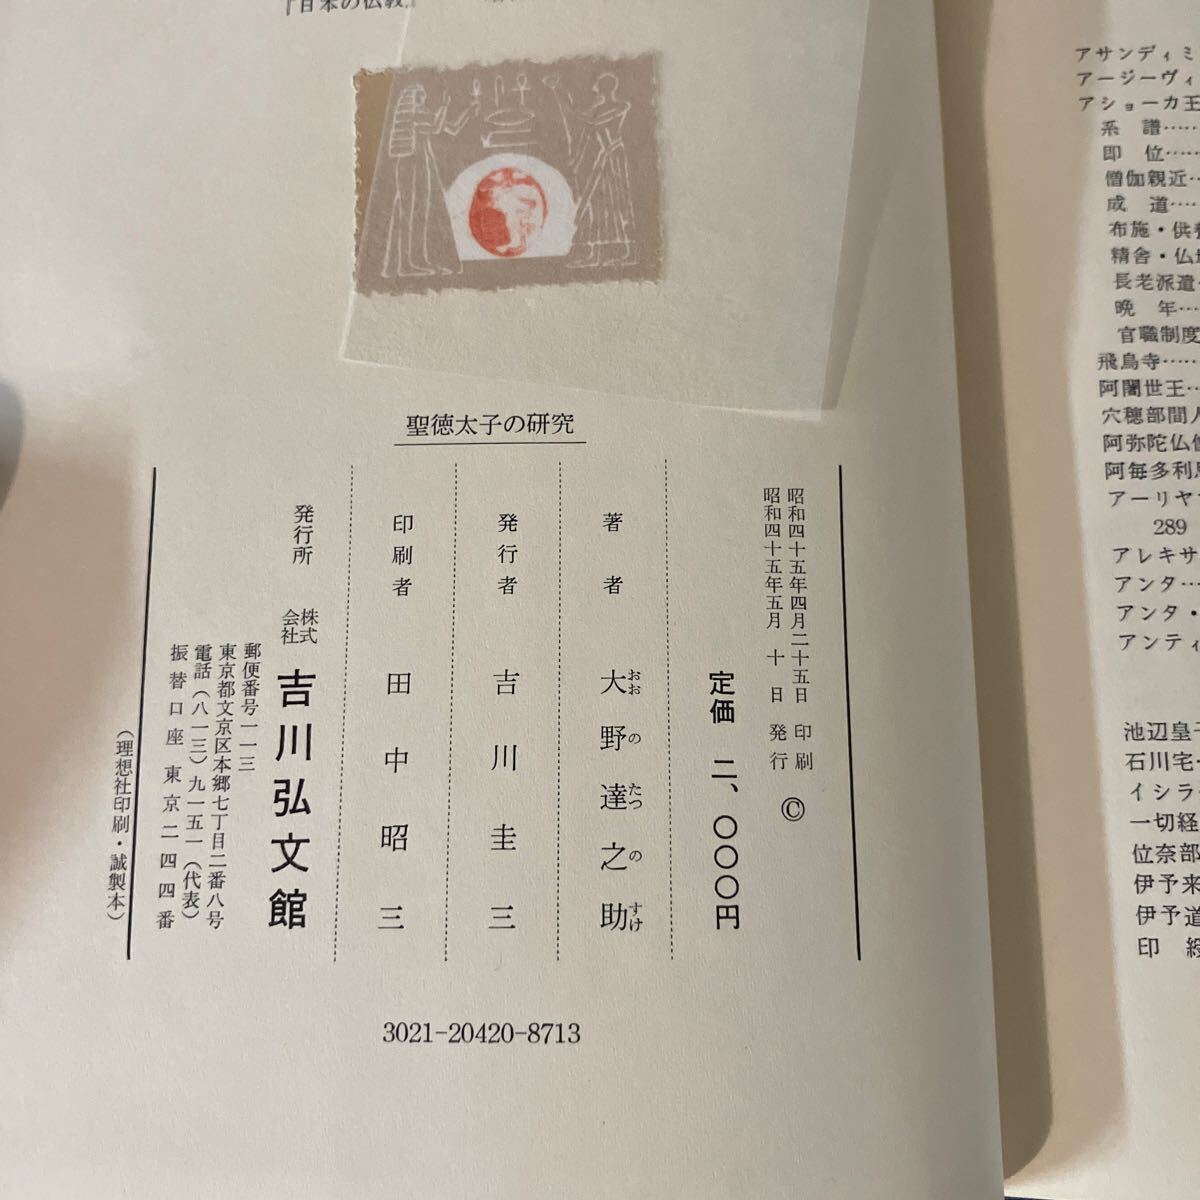 『日本の仏教』
聖徳太子の研究
昭和四十五年四月二十五日 印刷
昭和四十五年五月 十 日 発行
©
定価 二、〇〇〇円
著者 大野達之助
おおのたつのすけ
発行者 吉川圭三
印刷者 田中昭三
発行所 株式会社 吉川弘文館
郵便番号一一三
東京都文京区本郷七丁目二番八号
電話(八一三)九一五一(代表)
振替口座東京二四四番
(理想社印刷・誠製本)
3021-20420-8713
アサンディミ
アージーヴィ
アショーカ王
系 譜……
即 位……
僧伽親近…
成 道……
布施・供養
精舎・仏塔
長老派遣…
晩 年……
官職制度
飛鳥寺……
阿闍世王…
穴穂部間人
阿弥陀仏像
阿毎多利思
アーリヤ
289
アレキサ
アンタ…
アンタ・
アンティ
池辺皇子
石川宅…
イシラ
一切経
位奈部
伊予来
伊予道
印 綬